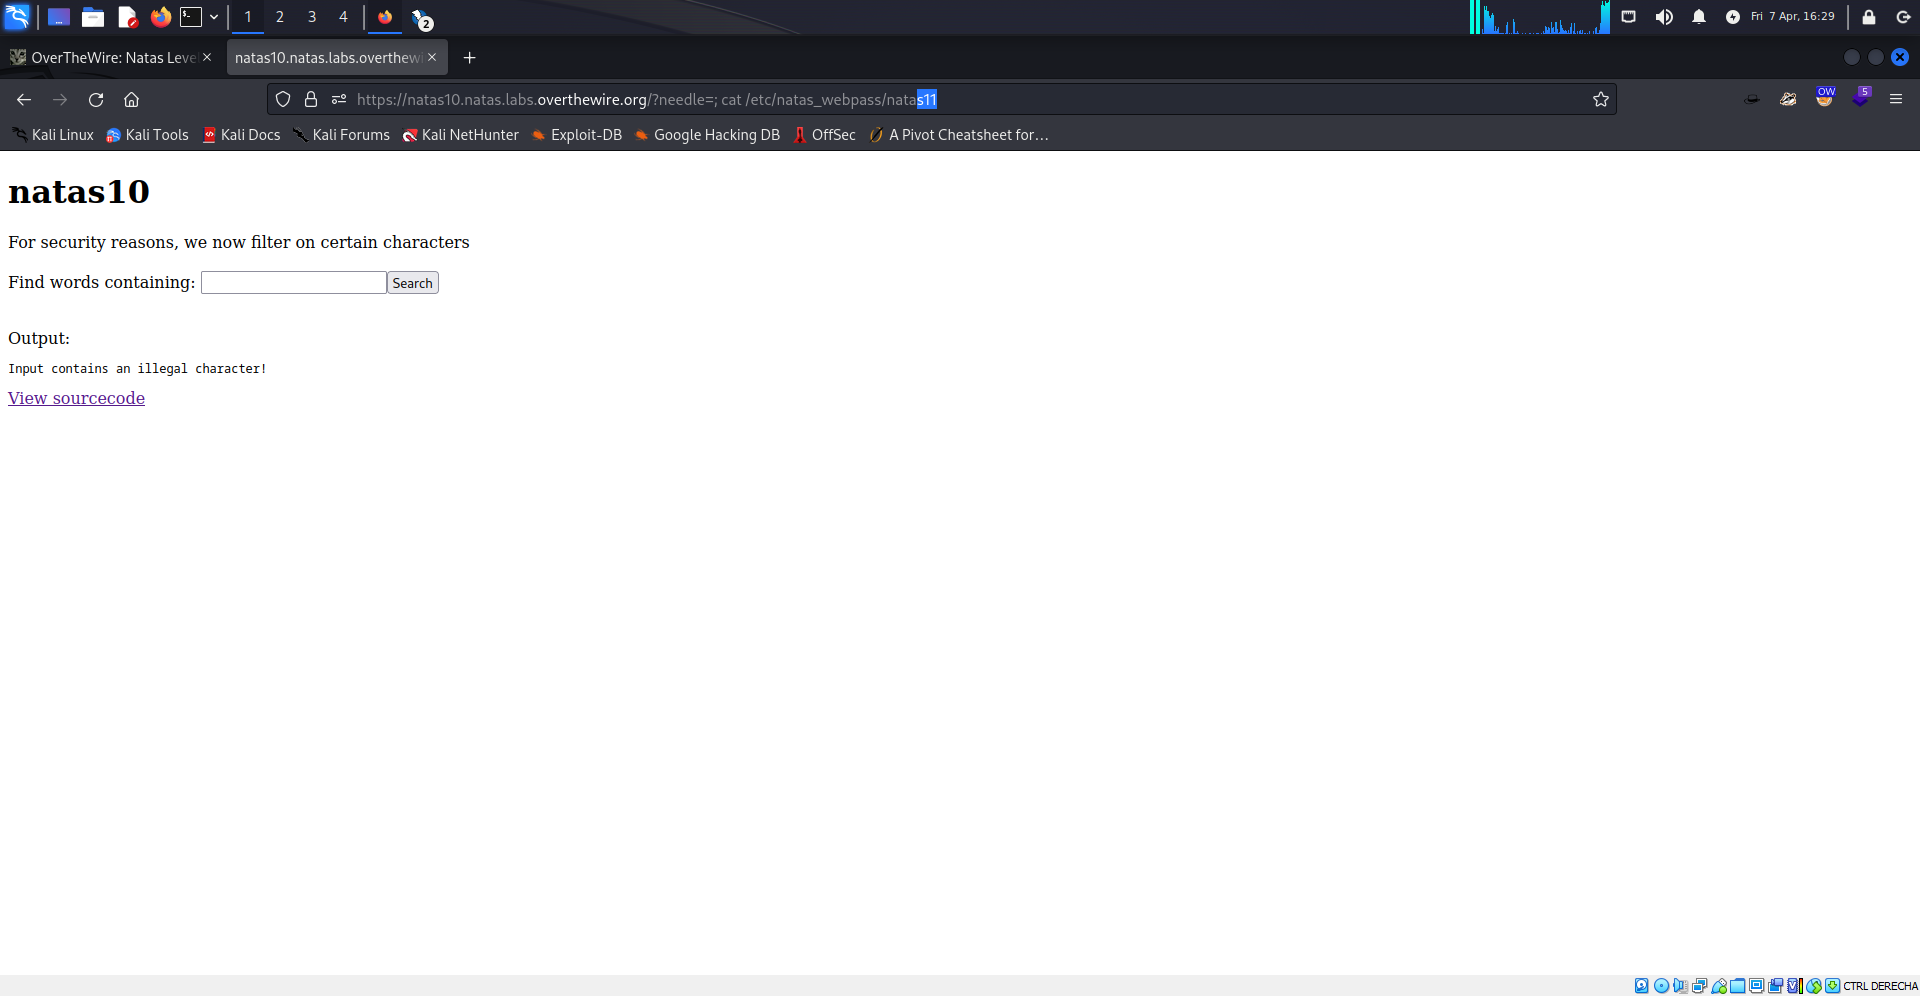 1 2 3 4 2 Fri 7 Apr, 16:29
OverTheWire: Natas Leve natas10.natas.labs.overthew
https://natas10.natas.labs.overthewire.org/?needle=; cat /etc/natas_webpass/natas11 OW 5
Kali Linux Kali Tools Kali Docs Kali Forums Kali NetHunter Exploit-DB Google Hacking DB OffSec A Pivot Cheatsheet for…
natas10
For security reasons, we now filter on certain characters
Find words containing: Search
Output:
Input contains an illegal character!
View sourcecode
CTRL DERECHA